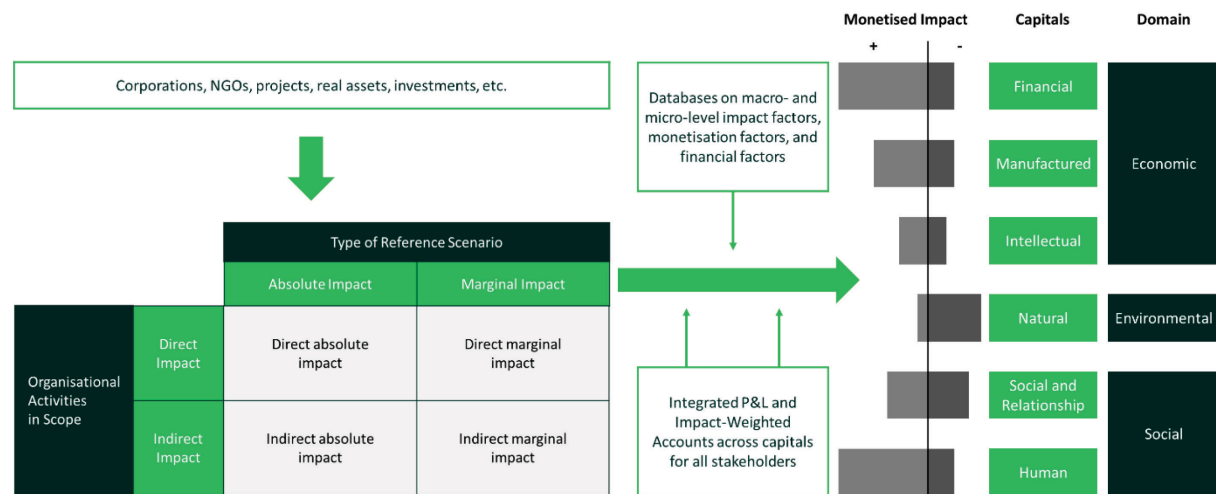 Monetised Impact
Capitals
Domain
+
-
Corporations, NGOs, projects, real assets, investments, etc.
Databases on macro- and
micro-level impact factors,
monetisation factors, and
financial factors
Financial
Manufactured
Economic
Intellectual
Type of Reference Scenario
Absolute Impact
Marginal Impact
Organisational
Activities
in Scope
Direct
Impact
Direct absolute
impact
Direct marginal
impact
Indirect
Impact
Indirect absolute
impact
Indirect marginal
impact
Integrated P&L and
Impact-Weighted
Accounts across capitals
for all stakeholders
Natural
Environmental
Social and
Relationship
Social
Human